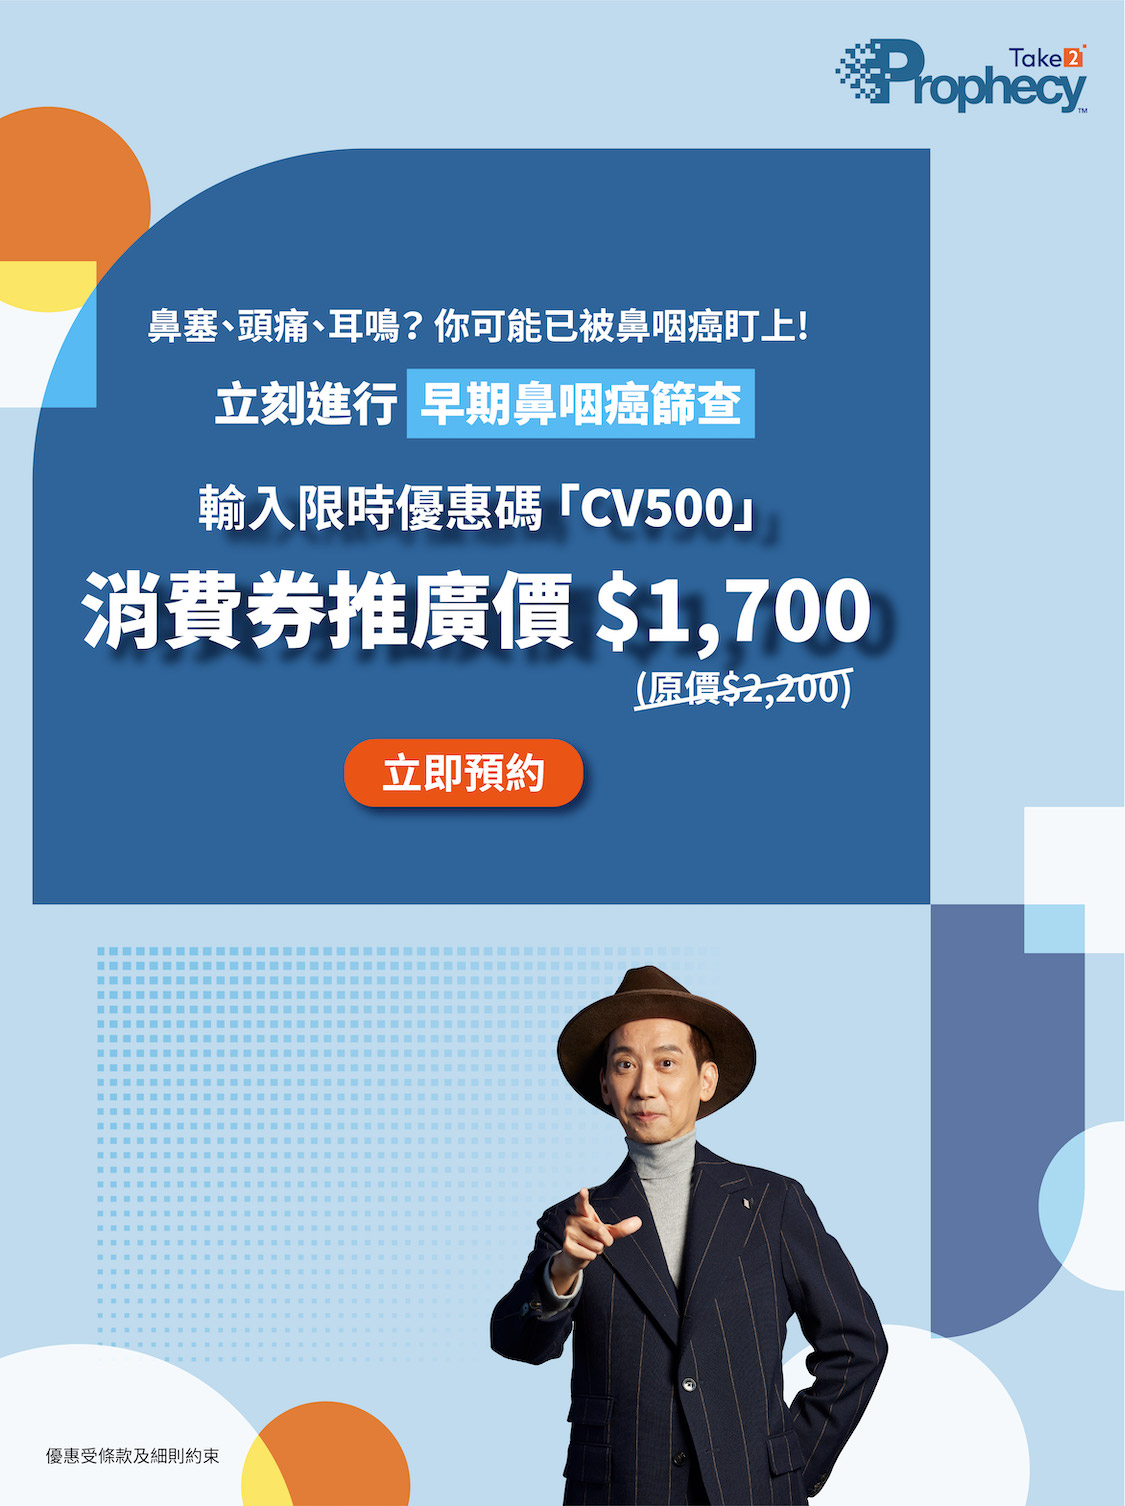 Take2
Prophecy™
鼻塞、頭痛、耳鳴？你可能已被鼻咽癌盯上！
立刻進行 早期鼻咽癌篩查
輸入限時優惠碼「CV500」
消費券推廣價 $1,700
(原價$2,200)
立即預約
優惠受條款及細則約束